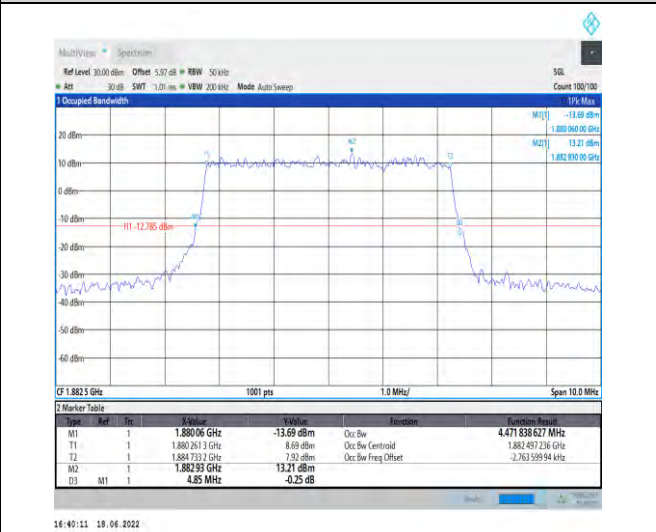 MultiView Spectrum
Ref Level 30.00 dBm Offset 5.97 dB RBW 50 kHz SGL
Att 30 dB SWT 1.01 ms VBW 200 kHz Mode Auto Sweep Count 100/100
1 Occupied Bandwidth 1Pk Max
M1[1] -13.69 dBm
1.880 060 00 GHz
M2[1] 13.21 dBm
1.882 930 00 GHz
20 dBm
M2
T2
10 dBm
0 dBm
-10 dBm
H1 -12.785 dBm
-20 dBm
-30 dBm
-40 dBm
-50 dBm
-60 dBm
CF 1.882 5 GHz 1001 pts 1.0 MHz/ Span 10.0 MHz
2 Marker Table
Type Ref Trc X-Value Y-Value Function Function Result
M1 1 1.88006 GHz -13.69 dBm Occ Bw 4.471 838 627 MHz
T1 1 1.880 261 3 GHz 8.69 dBm Occ Bw Centroid 1.882 497 236 GHz
T2 1 1.884 733 2 GHz 7.92 dBm Occ Bw Freq Offset -2.763 599 94 kHz
M2 1 1.88293 GHz 13.21 dBm
D3 M1 1 4.85 MHz -0.25 dB
16:40:11 18.06.2022